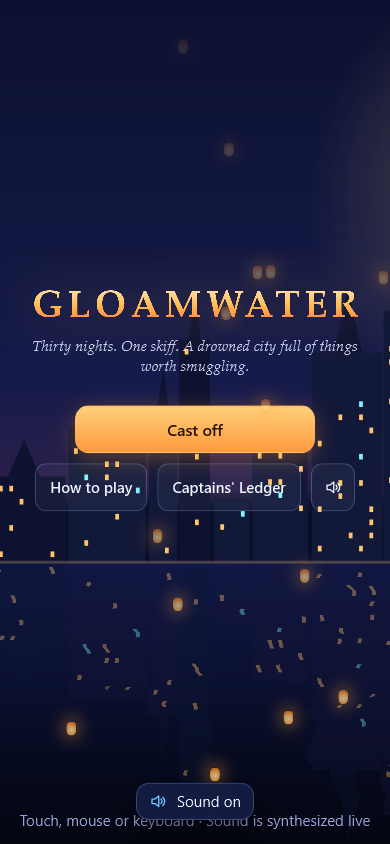 GLOAMWATER
Thirty nights. One skiff. A drowned city full of things
worth smuggling.
Cast off
How to play
Captains' Ledger
Sound on
Touch, mouse or keyboard · Sound is synthesized live